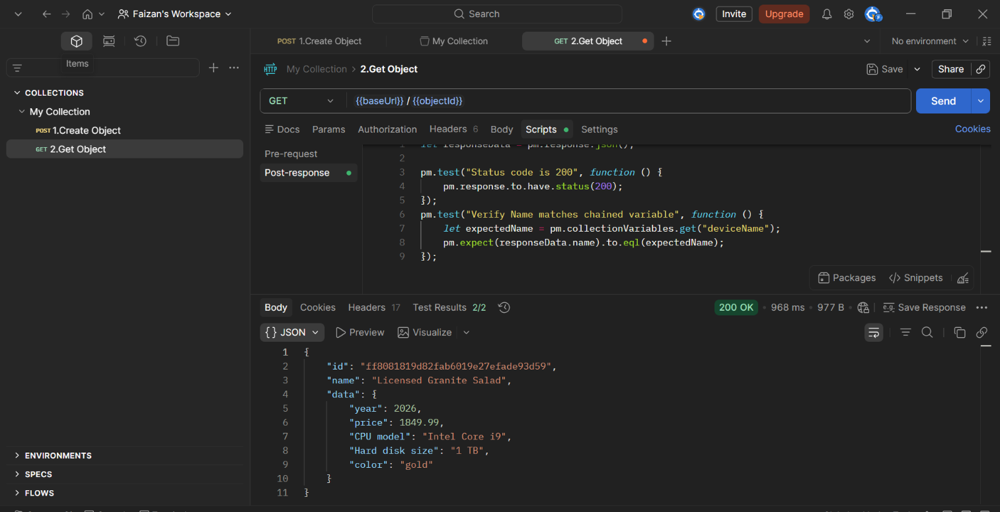 Faizan's Workspace
Search
Invite
Upgrade
POST 1.Create Object
My Collection
GET 2.Get Object
No environment
Items
HTTP
My Collection > 2.Get Object
Save
Share
COLLECTIONS
My Collection
POST 1.Create Object
GET 2.Get Object
ENVIRONMENTS
SPECS
FLOWS
GET
{{baseUrl}} / {{objectId}}
Send
Docs Params Authorization Headers 6 Body Scripts Settings
Cookies
Pre-request
Post-response
1 let responseData = pm.response.json();
2
3 pm.test("Status code is 200", function () {
4 pm.response.to.have.status(200);
5 });
6 pm.test("Verify Name matches chained variable", function () {
7 let expectedName = pm.collectionVariables.get("deviceName");
8 pm.expect(responseData.name).to.eql(expectedName);
9 });
Packages </> Snippets
Body Cookies Headers 17 Test Results 2/2
200 OK • 968 ms • 977 B
e.g. Save Response
{} JSON Preview Visualize
1 {
2 "id": "ff8081819d82fab6019e27efade93d59",
3 "name": "Licensed Granite Salad",
4 "data": {
5 "year": 2026,
6 "price": 1849.99,
7 "CPU model": "Intel Core i9",
8 "Hard disk size": "1 TB",
9 "color": "gold"
10 }
11 }